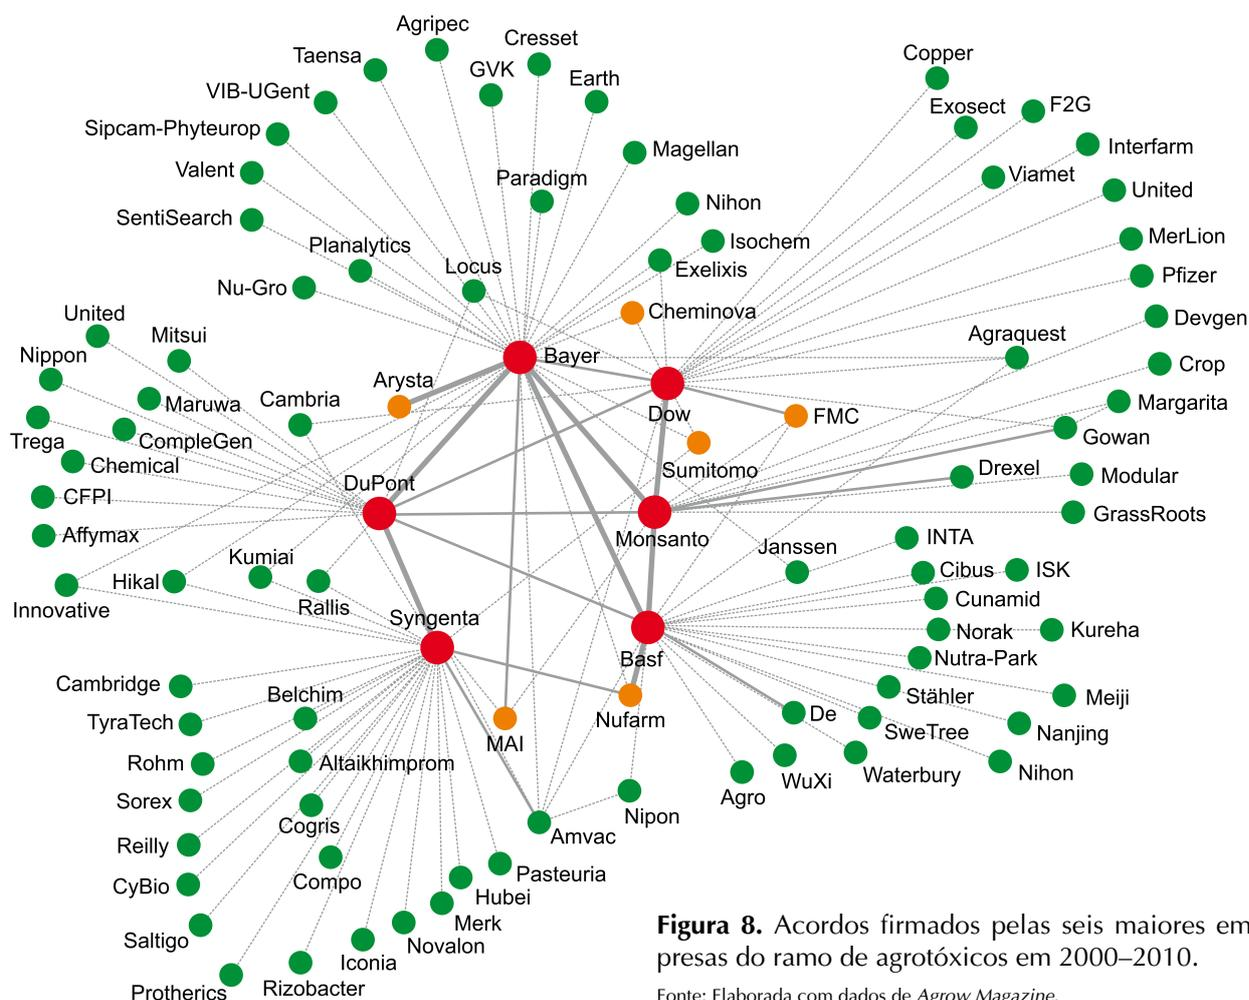 Agripec
Cresset
Taensa
GVK
Earth
VIB-UGent
Sipcam-Phyteurop
Valent
SentiSearch
Magellan
Paradigm
Nihon
Isochem
Exelixis
Planalytics
Locus
Nu-Gro
Cheminova
Copper
Exosect
F2G
Interfarm
Viamet
United
MerLion
Pfizer
Devgen
Agraquest
Crop
Margarita
Gowan
Drexel
Modular
GrassRoots
United
Mitsui
Nippon
Maruwa
Trega
CompleGen
Chemical
CFPI
Affymax
Innovative
Hikal
Kumiai
Rallis
Cambria
Arysta
Bayer
Dow
FMC
Sumitomo
DuPont
Monsanto
Janssen
INTA
Cibus
ISK
Cunamid
Norak
Kureha
Nutra-Park
Stähler
Meiji
SweTree
Nanjing
Nihon
De
Waterbury
WuXi
Agro
Syngenta
Basf
Nufarm
MAI
Nipon
Amvac
Cambridge
Belchim
TyraTech
Altaikhimprom
Rohm
Sorex
Cogris
Reilly
Compo
CyBio
Saltigo
Protherics
Rizobacter
Iconia
Novalon
Merk
Hubei
Pasteuria
Figura 8. Acordos firmados pelas seis maiores em
presas do ramo de agrotóxicos em 2000–2010.
Fonte: Elaborada com dados de Agrow Magazine.